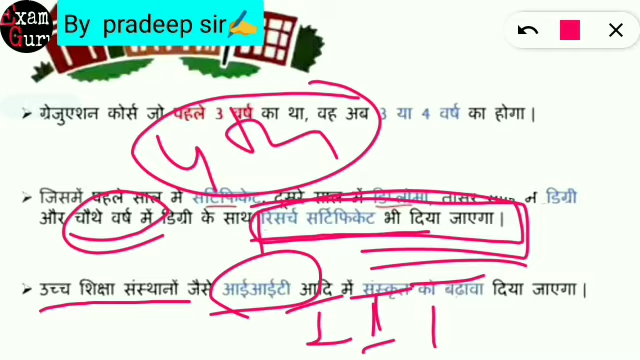 Exam
Guru
By pradeep sir✍
➢ ग्रेजुएशन कोर्स जो पहले 3 वर्ष का था, वह अब 3 या 4 वर्ष का होगा |
➢ जिसमें पहले साल में सर्टिफिकेट, दूसरे साल में डिप्लोमा, तीसरे साल में डिग्री
और चौथे वर्ष में डिग्री के साथ रिसर्च सर्टिफिकेट भी दिया जाएगा |
➢ उच्च शिक्षा संस्थानों जैसे आईआईटी आदि में संस्कृत को बढ़ावा दिया जाएगा |